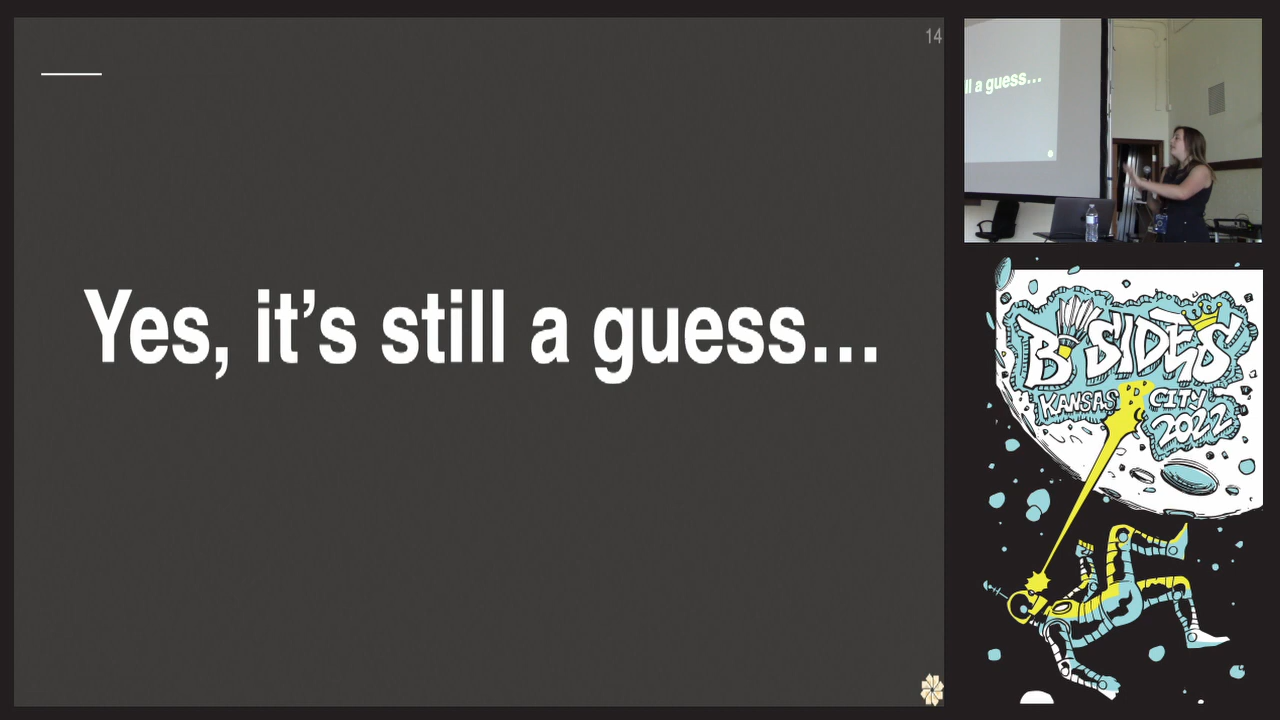 14
Yes, it’s still a guess…
ll a guess…
B SIDES
KANSAS CITY
2022